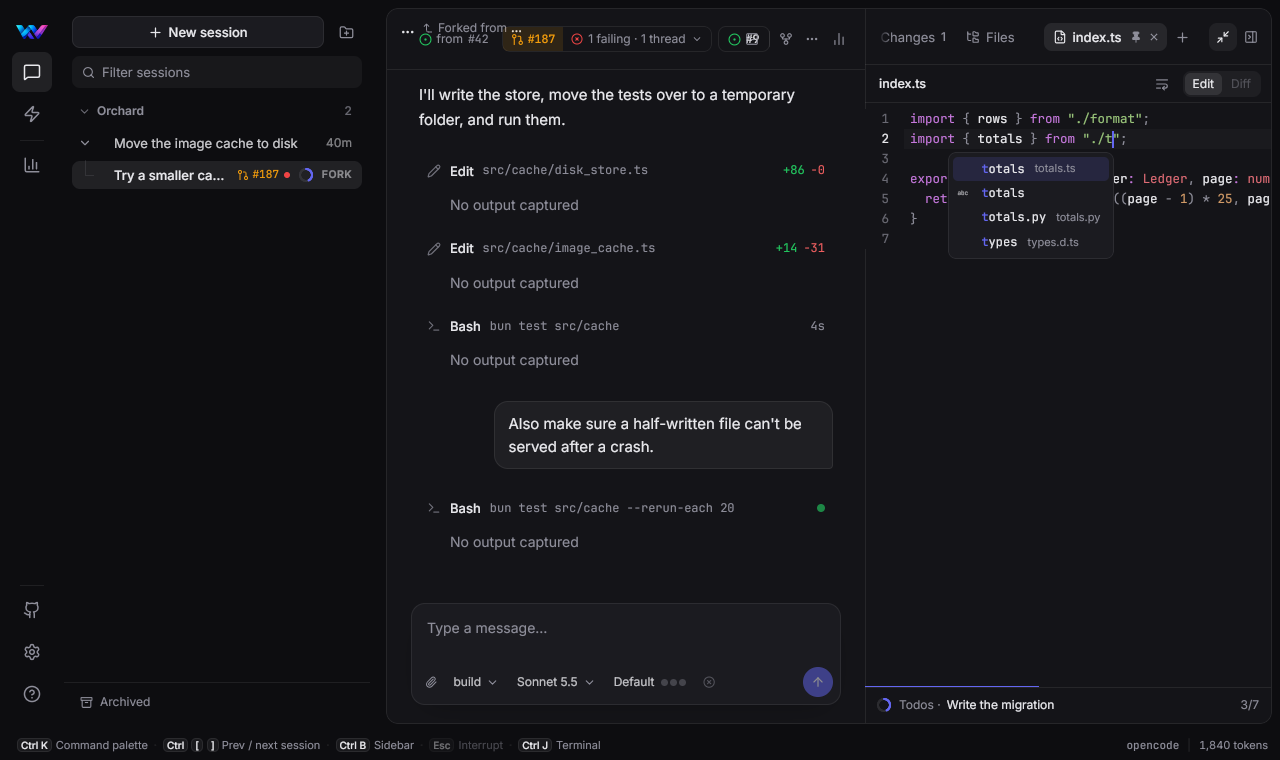 New session
Filter sessions
Orchard 2
Move the image cache to disk 40m
Try a smaller ca... #187 FORK
Archived
Forked from ...
from #42 #187 1 failing · 1 thread
I'll write the store, move the tests over to a temporary
folder, and run them.
Edit src/cache/disk_store.ts +86 -0
No output captured
Edit src/cache/image_cache.ts +14 -31
No output captured
Bash bun test src/cache 4s
No output captured
Also make sure a half-written file can't be
served after a crash.
Bash bun test src/cache --rerun-each 20
No output captured
Type a message...
build Sonnet 5.5 Default
Changes 1 Files index.ts
index.ts Edit Diff
1 import { rows } from "./format";
2 import { totals } from "./t";
3
4 expor er: Ledger, page: num
5 ret ((page - 1) * 25, pag
6 }
7
totals totals.ts
abc totals
totals.py totals.py
types types.d.ts
Todos · Write the migration 3/7
Ctrl K Command palette · Ctrl [ ] Prev / next session · Ctrl B Sidebar · Esc Interrupt · Ctrl J Terminal
opencode 1,840 tokens